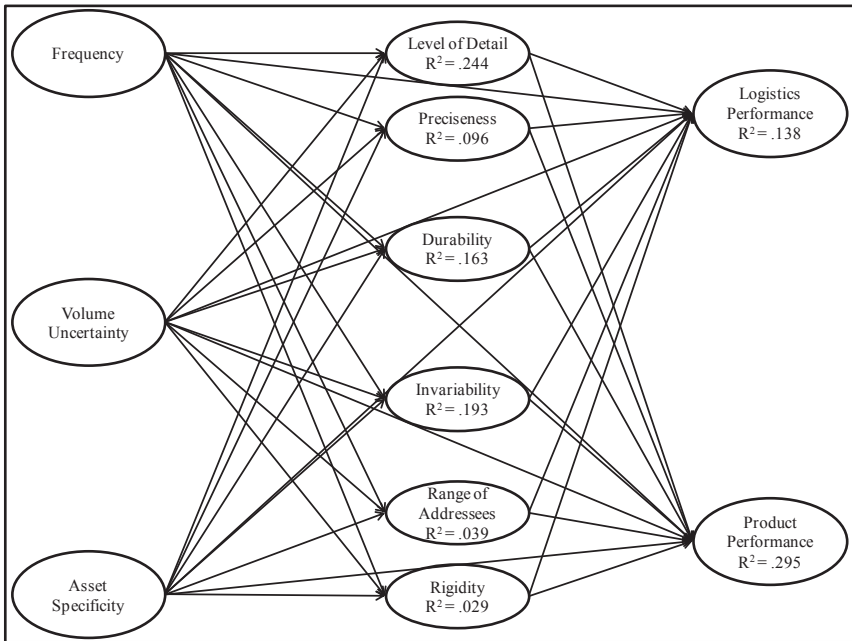 Frequency
Volume
Uncertainty
Asset
Specificity
Level of Detail
R² = .244
Preciseness
R² = .096
Durability
R² = .163
Invariability
R² = .193
Range of
Addressees
R² = .039
Rigidity
R² = .029
Logistics
Performance
R² = .138
Product
Performance
R² = .295